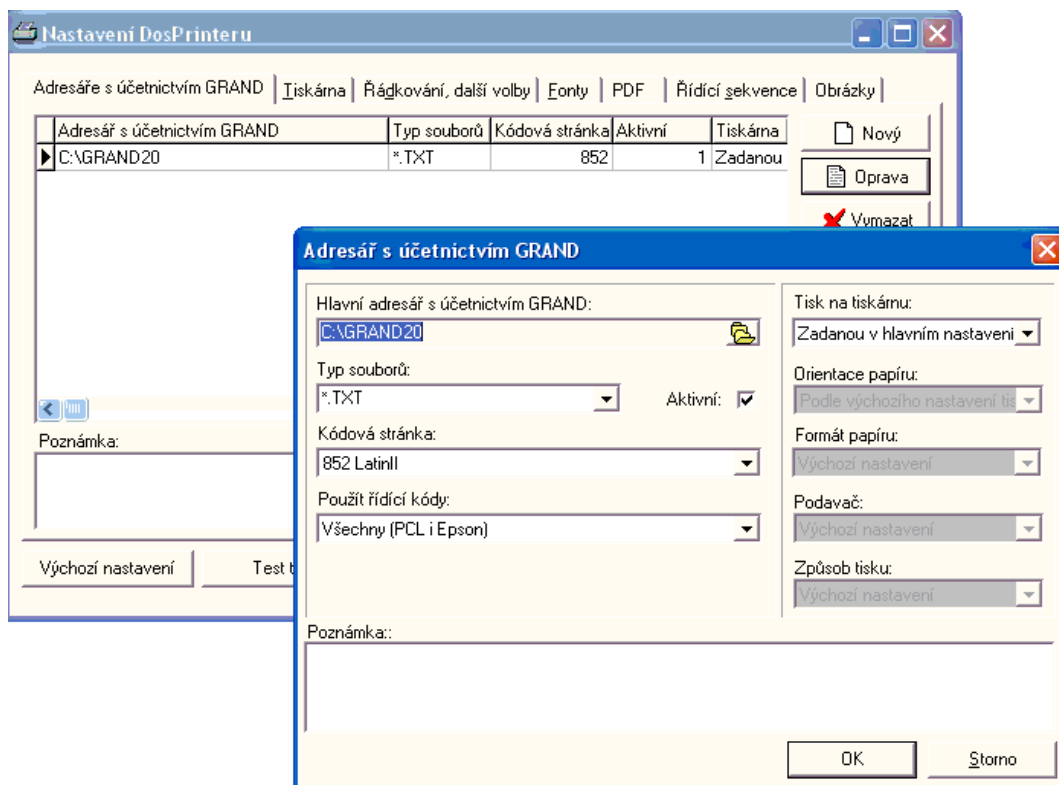 Nastavení DosPrinteru
Adresáře s účetnictvím GRAND Tiskárna Řádkování, další volby Fonty PDF Řídící sekvence Obrázky
Adresář s účetnictvím GRAND Typ souborů Kódová stránka Aktivní Tiskárna
C:\GRAND20 *.TXT 852 1 Zadanou
Nový
Oprava
Vymazat
Poznámka:
Výchozí nastavení Test t
Adresář s účetnictvím GRAND
Hlavní adresář s účetnictvím GRAND:
C:\GRAND20
Typ souborů:
*.TXT Aktivní:
Kódová stránka:
852 LatinII
Použít řídící kódy:
Všechny (PCL i Epson)
Tisk na tiskárnu:
Zadanou v hlavním nastaveni
Orientace papíru:
Podle výchozího nastavení tis
Formát papíru:
Výchozí nastavení
Podavač:
Výchozí nastavení
Způsob tisku:
Výchozí nastavení
Poznámka::
OK Storno